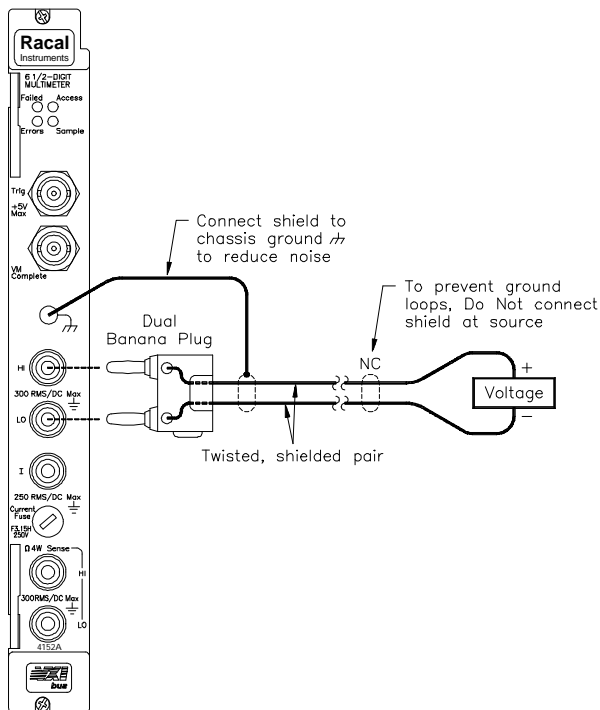 Racal
Instruments
6 1/2-DIGIT
MULTIMETER
Failed Access
Errors Sample
Trig
+5V
Max
VM
Complete
HI
300 RMS/DC Max
LO
I
250 RMS/DC Max
Current
Fuse
F3.15H
250V
Ω 4W Sense
HI
300RMS/DC Max
LO
4152A
VXI
bus
Connect shield to
chassis ground
to reduce noise
Dual
Banana Plug
To prevent ground
loops, Do Not connect
shield at source
NC
+
Voltage
−
Twisted, shielded pair